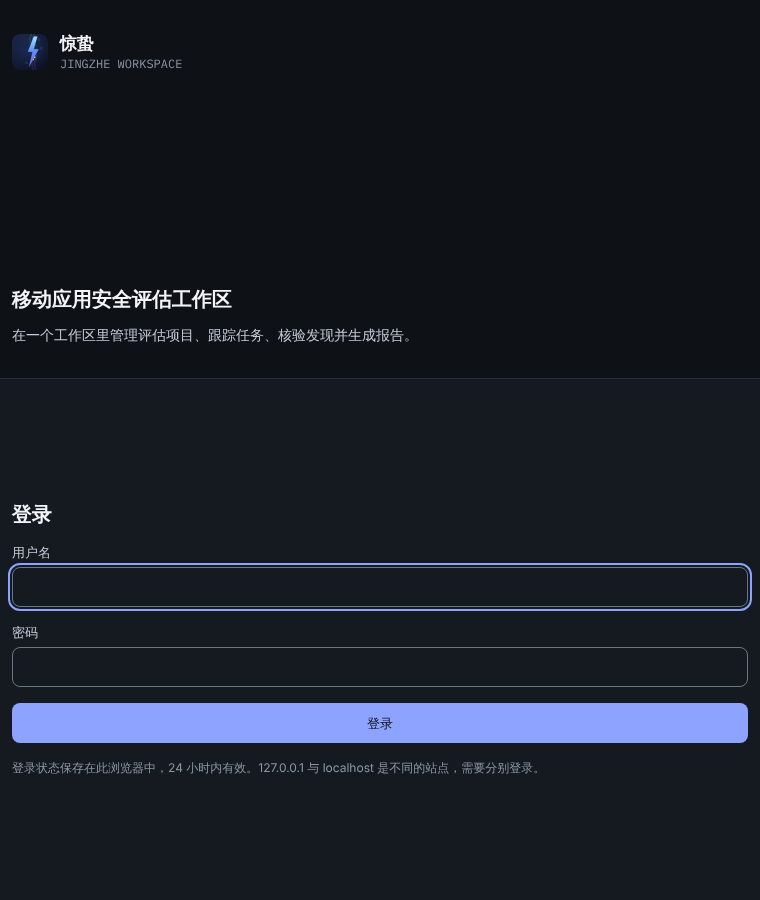 惊蛰
JINGZHE WORKSPACE
移动应用安全评估工作区
在一个工作区里管理评估项目、跟踪任务、核验发现并生成报告。
登录
用户名
密码
登录
登录状态保存在此浏览器中，24 小时内有效。127.0.0.1 与 localhost 是不同的站点，需要分别登录。